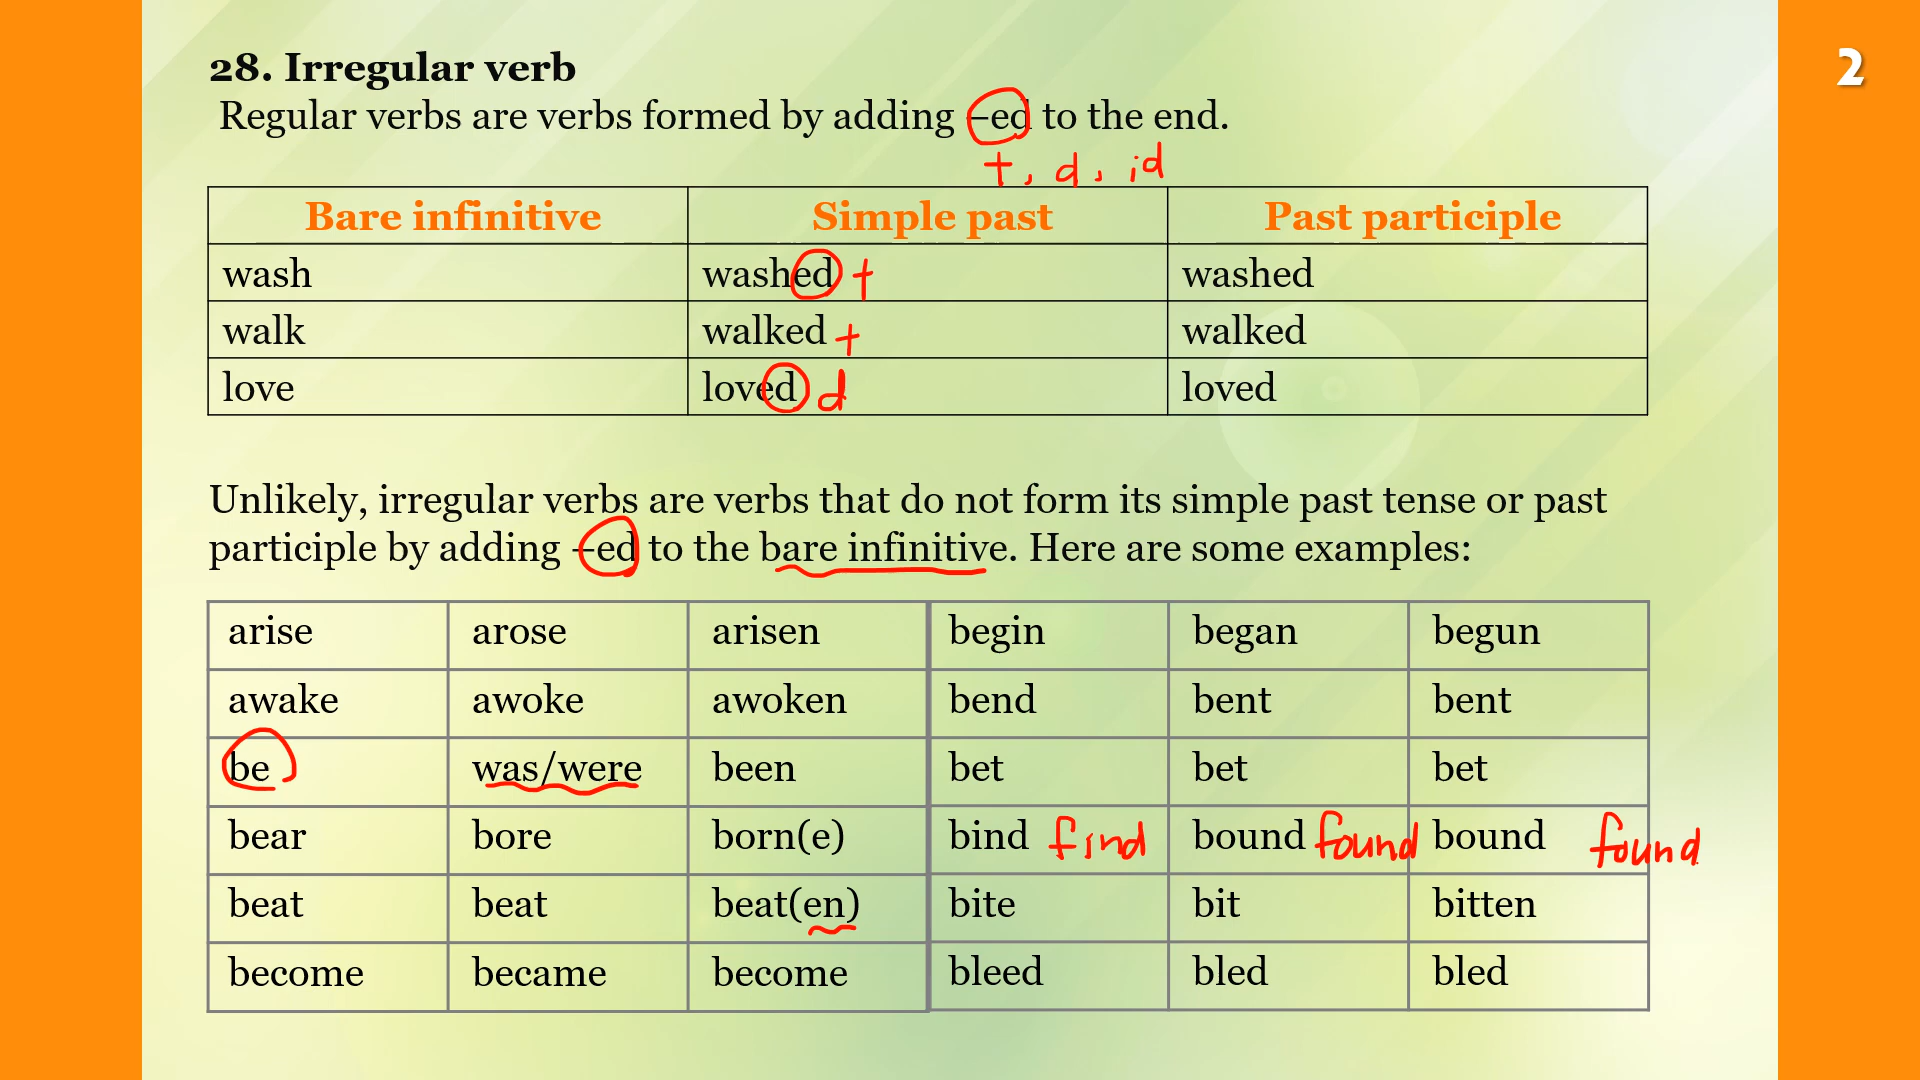 2
28. Irregular verb
Regular verbs are verbs formed by adding –ed to the end.
t, d, id
Bare infinitive Simple past Past participle
wash washed t washed
walk walked t walked
love loved d loved
Unlikely, irregular verbs are verbs that do not form its simple past tense or past
participle by adding –ed to the bare infinitive. Here are some examples:
arise arose arisen begin began begun
awake awoke awoken bend bent bent
be was/were been bet bet bet
bear bore born(e) bind find bound found bound found
beat beat beat(en) bite bit bitten
become became become bleed bled bled